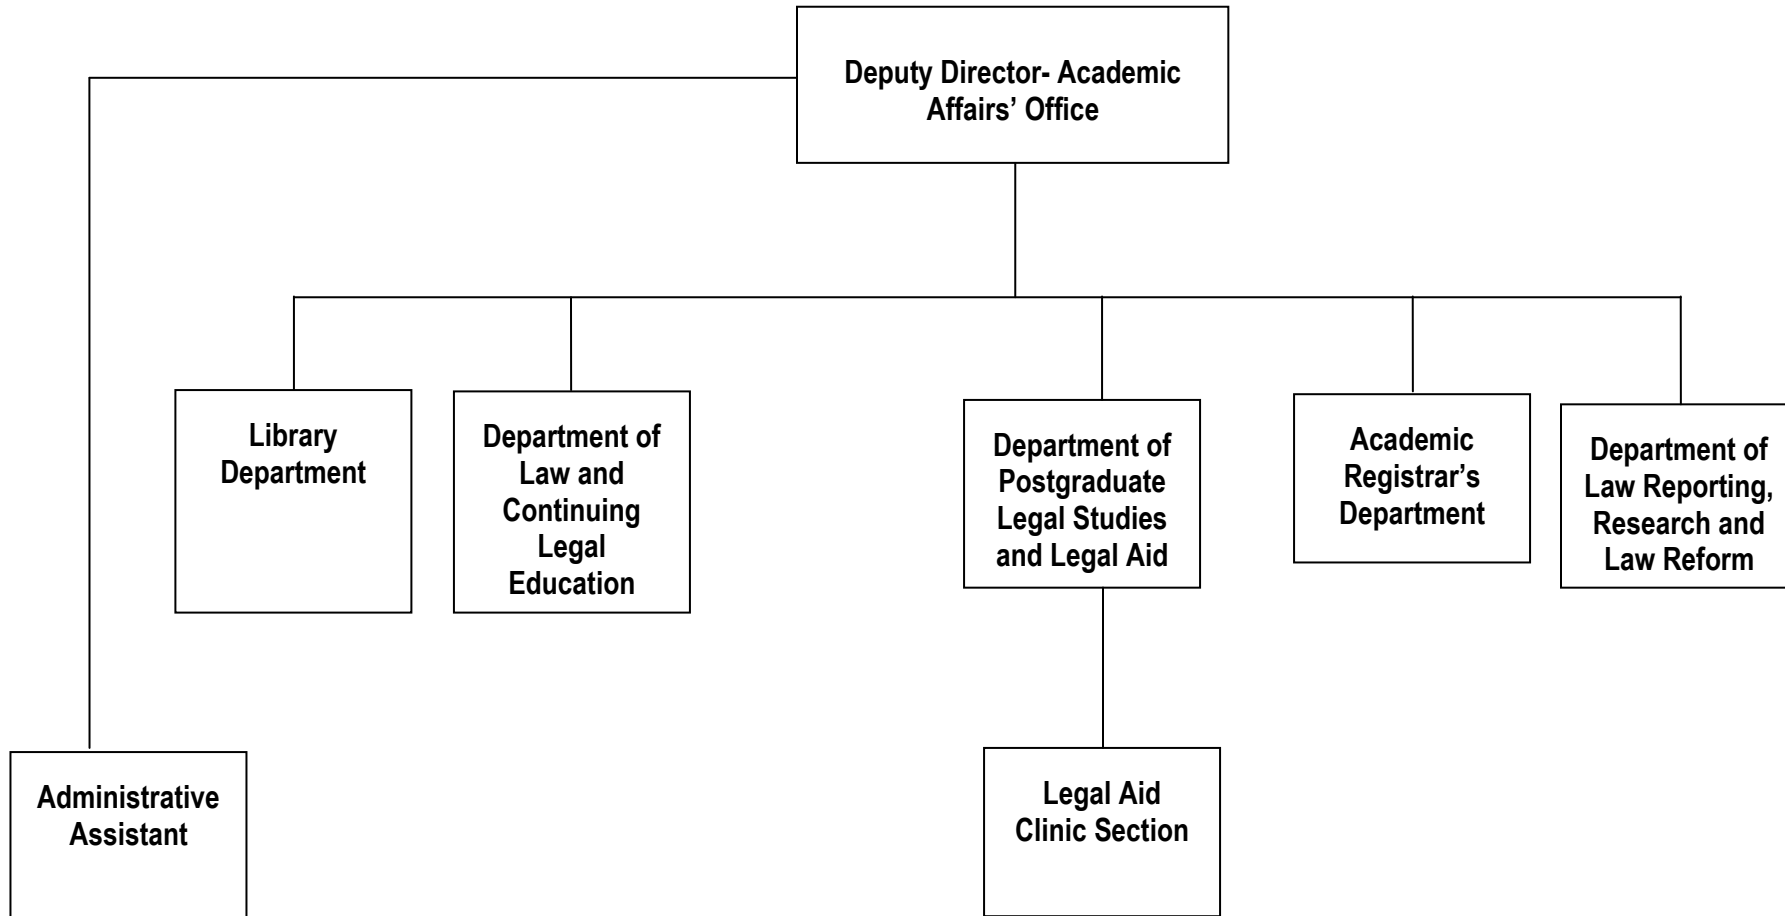 Deputy Director- Academic
Affairs’ Office
Library
Department
Department of
Law and
Continuing
Legal
Education
Department of
Postgraduate
Legal Studies
and Legal Aid
Academic
Registrar’s
Department
Department of
Law Reporting,
Research and
Law Reform
Administrative
Assistant
Legal Aid
Clinic Section